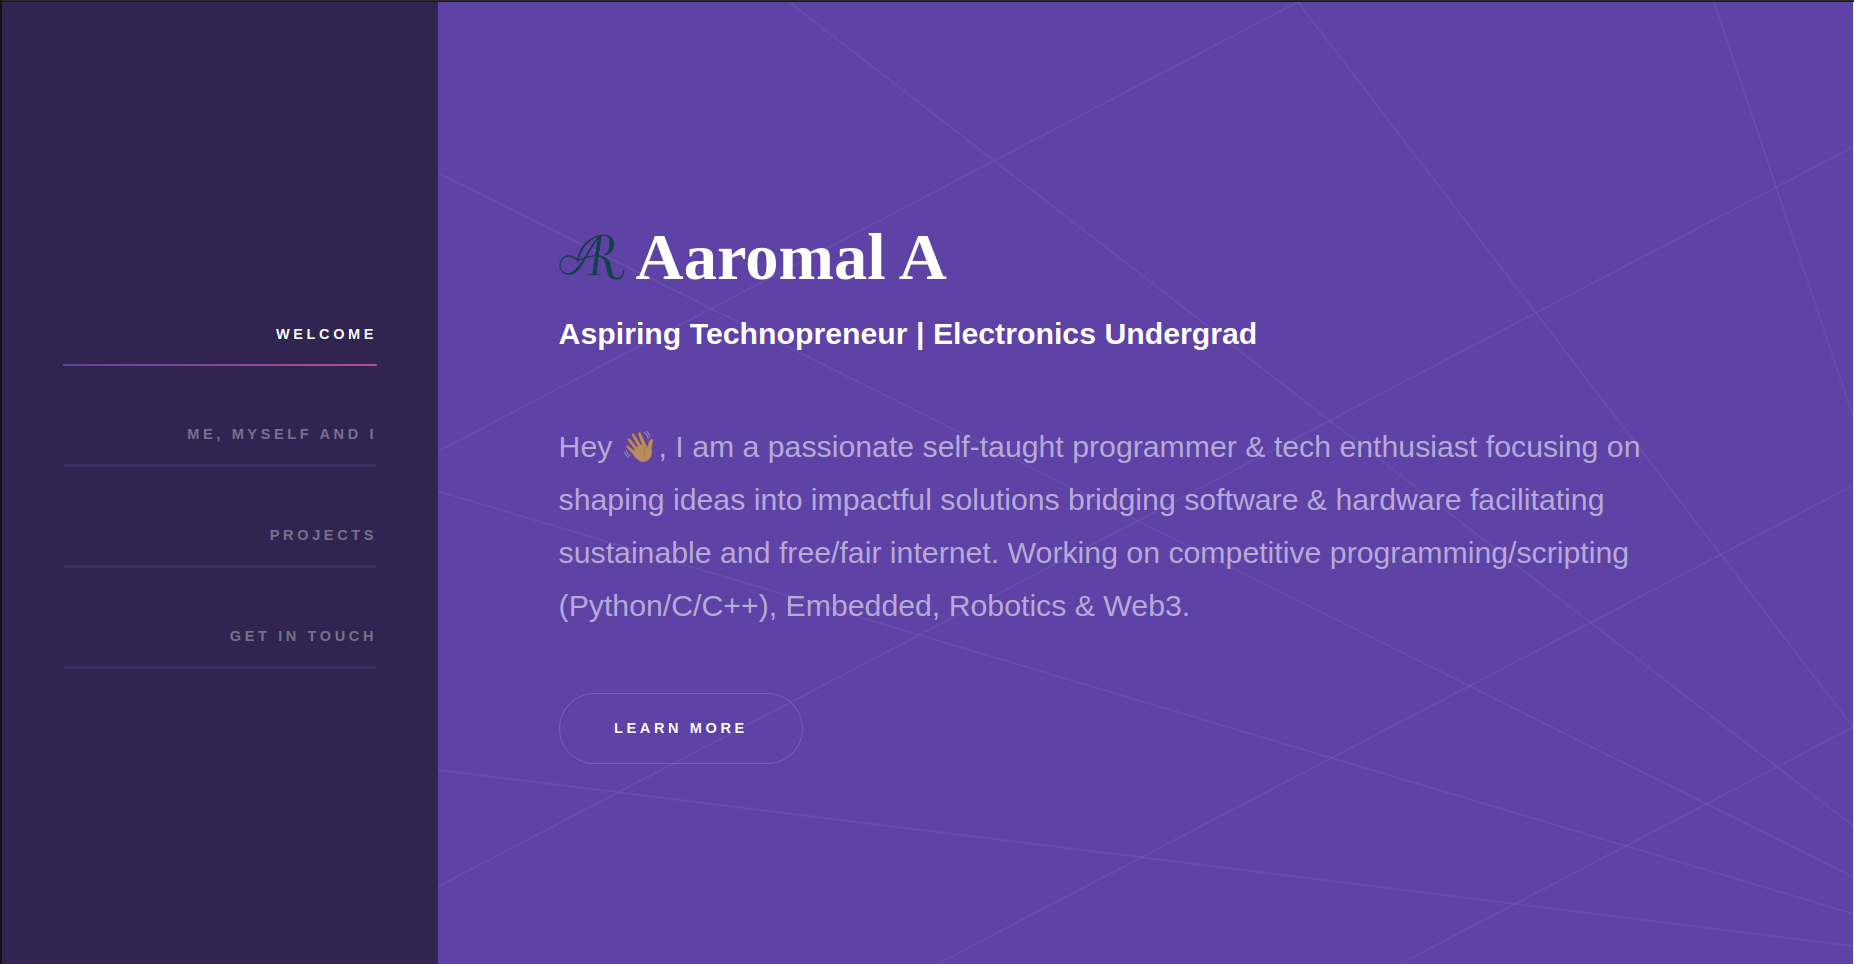 WELCOME
ME, MYSELF AND I
PROJECTS
GET IN TOUCH
AR Aaromal A
Aspiring Technopreneur | Electronics Undergrad
Hey 👋🏽, I am a passionate self-taught programmer & tech enthusiast focusing on
shaping ideas into impactful solutions bridging software & hardware facilitating
sustainable and free/fair internet. Working on competitive programming/scripting
(Python/C/C++), Embedded, Robotics & Web3.
LEARN MORE